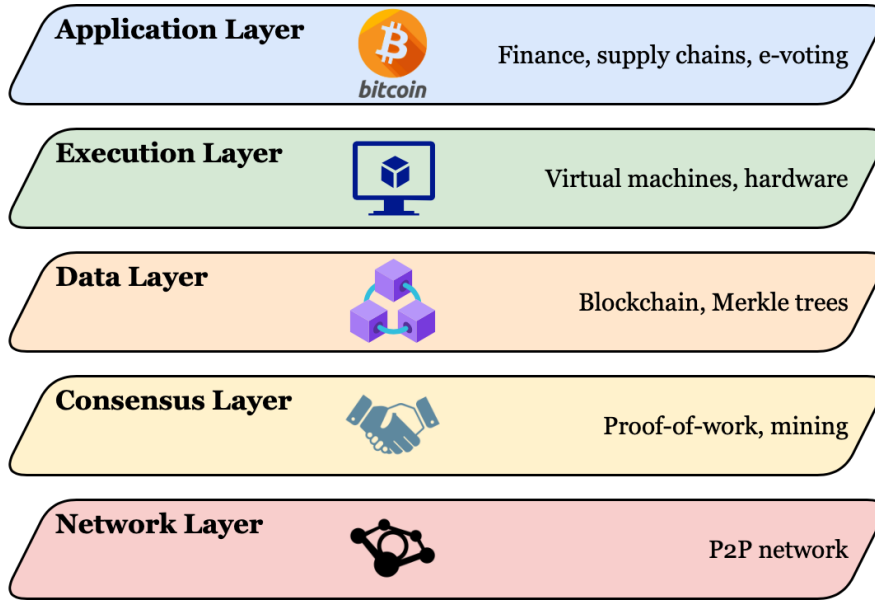 Application Layer
bitcoin
Finance, supply chains, e-voting
Execution Layer
Virtual machines, hardware
Data Layer
Blockchain, Merkle trees
Consensus Layer
Proof-of-work, mining
Network Layer
P2P network